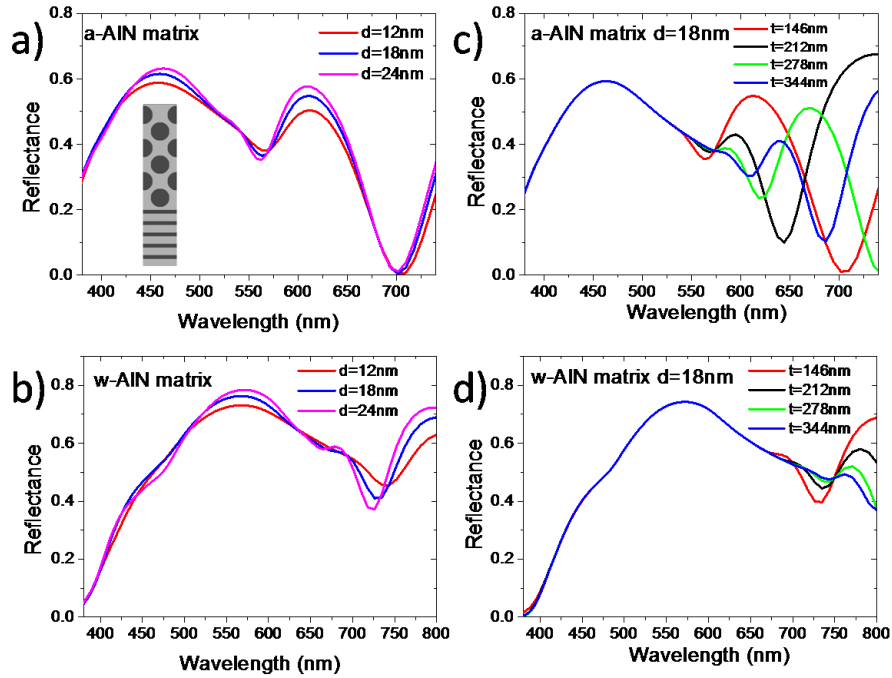 a)
a-AlN matrix
d=12nm
d=18nm
d=24nm
Reflectance
0.8
0.6
0.4
0.2
0.0
400 450 500 550 600 650 700
Wavelength (nm)
c)
a-AlN matrix d=18nm
t=146nm
t=212nm
t=278nm
t=344nm
Reflectance
0.8
0.6
0.4
0.2
0.0
400 450 500 550 600 650 700
Wavelength (nm)
b)
w-AlN matrix
d=12nm
d=18nm
d=24nm
Reflectance
0.8
0.6
0.4
0.2
0.0
400 450 500 550 600 650 700 750 800
Wavelength (nm)
d)
w-AlN matrix d=18nm
t=146nm
t=212nm
t=278nm
t=344nm
Reflectance
0.8
0.6
0.4
0.2
0.0
400 450 500 550 600 650 700 750 800
Wavelength (nm)